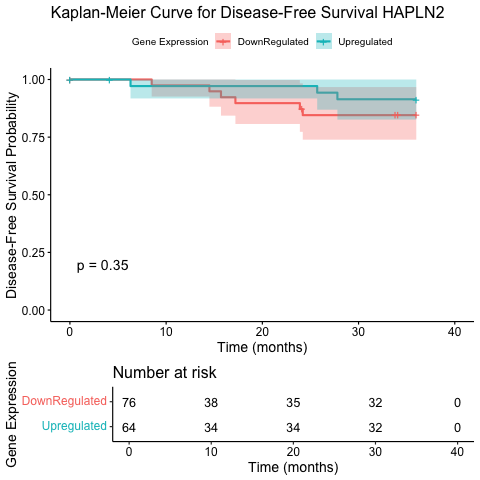 Kaplan-Meier Curve for Disease-Free Survival HAPLN2
Gene Expression DownRegulated Upregulated
Disease-Free Survival Probability
1.00
0.75
0.50
0.25
0.00
p = 0.35
0 10 20 30 40
Time (months)
Number at risk
Gene Expression
DownRegulated 76 38 35 32 0
Upregulated 64 34 34 32 0
0 10 20 30 40
Time (months)